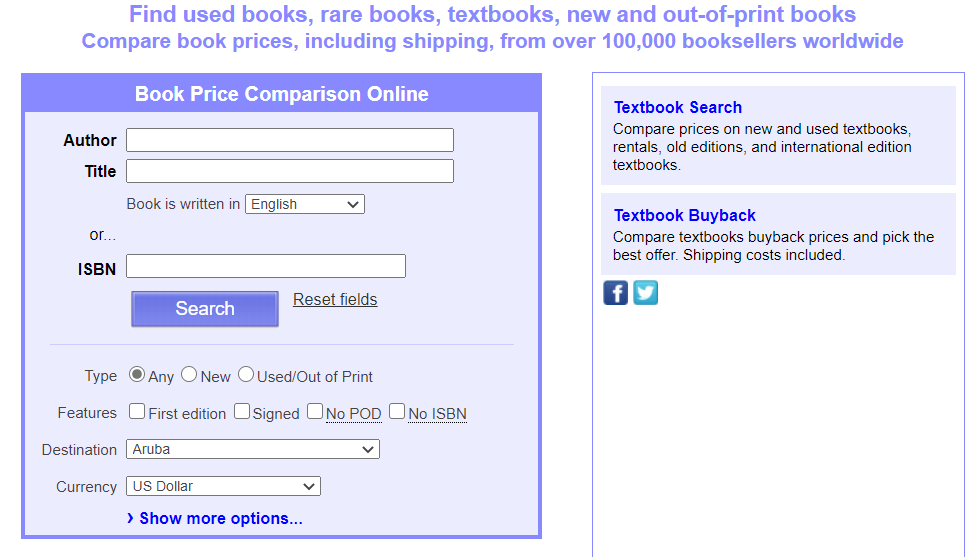 Find used books, rare books, textbooks, new and out-of-print books
Compare book prices, including shipping, from over 100,000 booksellers worldwide
Book Price Comparison Online
Author
Title
Book is written in English
or...
ISBN
Search Reset fields
Type Any New Used/Out of Print
Features First edition Signed No POD No ISBN
Destination Aruba
Currency US Dollar
› Show more options...
Textbook Search
Compare prices on new and used textbooks,
rentals, old editions, and international edition
textbooks.
Textbook Buyback
Compare textbooks buyback prices and pick the
best offer. Shipping costs included.